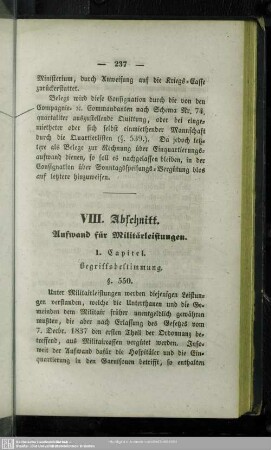 — 237 —
Ministerium, durch Anweisung auf die Kriegs-Casse
zurückerstattet.
Belegt wird diese Consignation durch die von den
Compagnie- ꝛc. Commandanten nach Schema Nr. 74,
quartaliter auszustellende Quittung, oder bei einge-
mietheter oder sich selbst einmiethender Mannschaft
durch die Quartierlisten (§. 539.). Da jedoch letz-
tere als Belege zur Rechnung über Einquartierungs-
aufwand dienen, so soll es nachgelassen bleiben, in der
Consignation über Sonntagsspeisungs-Vergütung blos
auf letztere hinzuweisen.
VIII. Abschnitt.
Aufwand für Militärleistungen.
1. Capitel.
Begriffsbestimmung.
§. 550.
Unter Militairleistungen werden diejenigen Leistun-
gen verstanden, welche die Unterthanen und die Ge-
meinden dem Militair früher unentgeldlich gewähren
mußten, die aber nach Erlassung des Gesetzes vom
7. Decbr. 1837 den ersten Theil der Ordonnanz be-
treffend, aus Militaircassen vergütet werden. Inso-
weit der Aufwand dafür die Hospitäler und die Ein-
quartierung in den Garnisonen betrifft, so enthalten